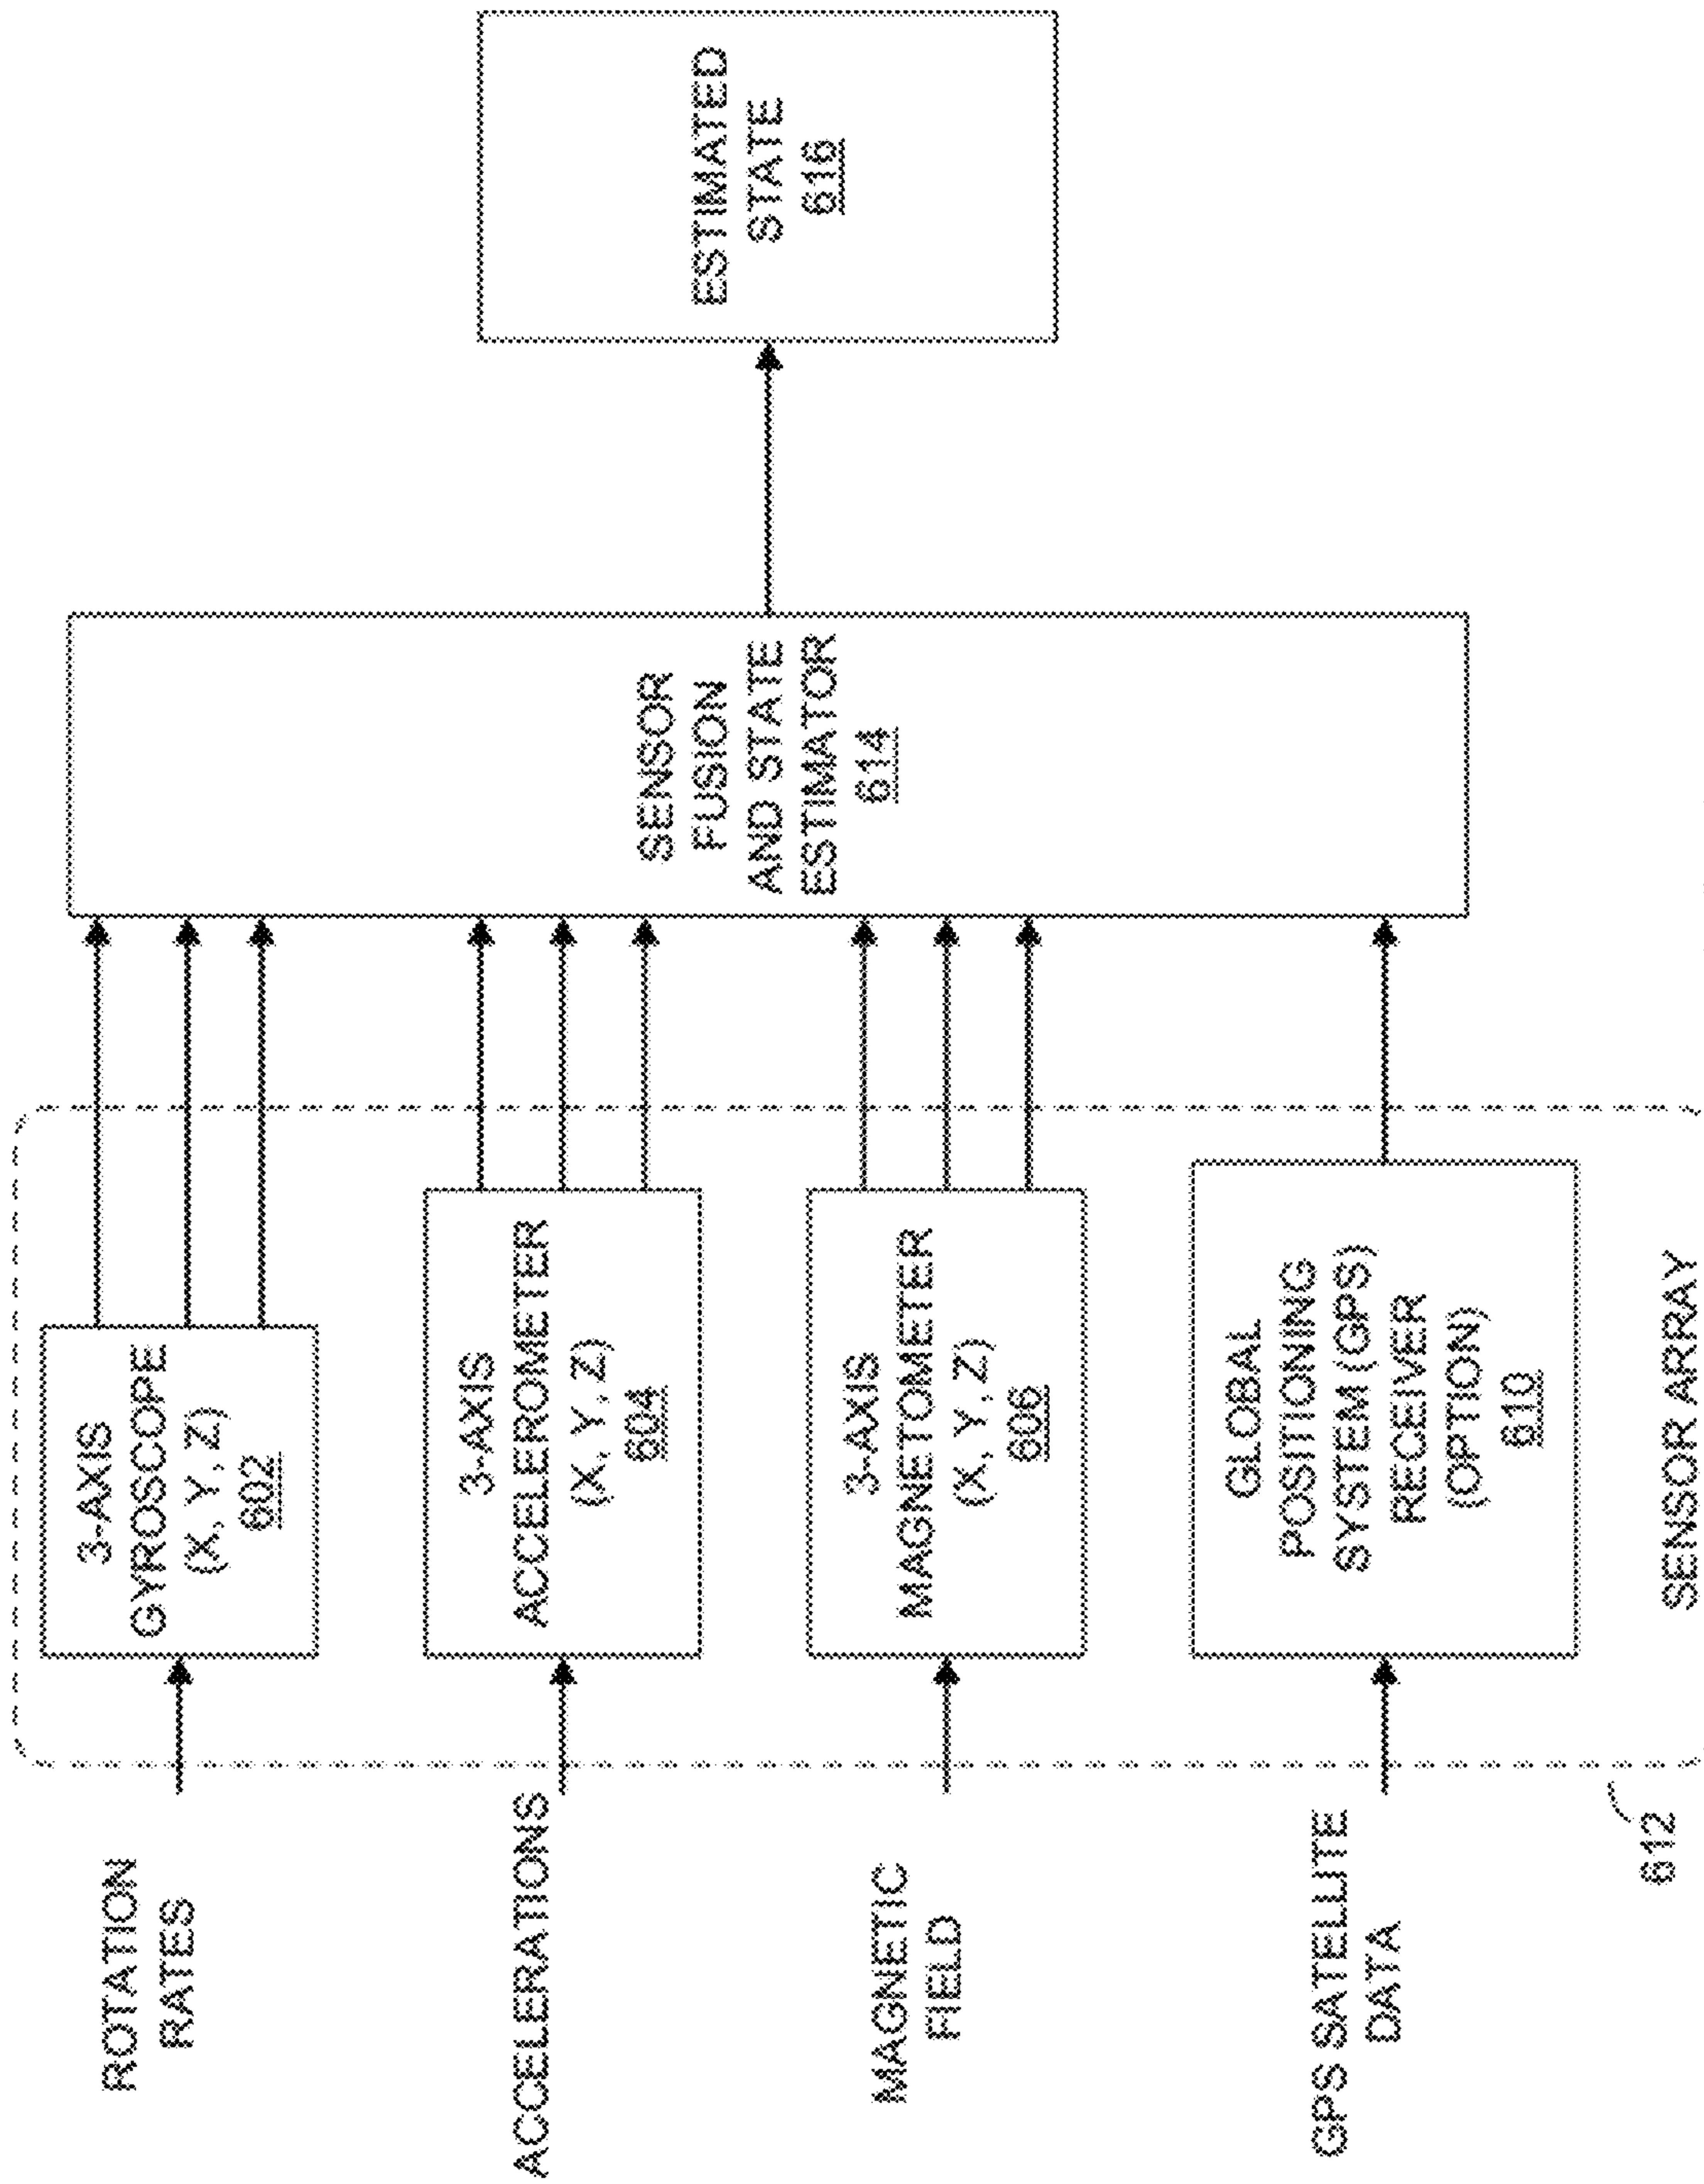 ROTATION
RATES
3-AXIS
GYROSCOPE
(X, Y, Z)
602
ACCELERATIONS
3-AXIS
ACCELEROMETER
(X, Y, Z)
604
MAGNETIC
FIELD
3-AXIS
MAGNETOMETER
(X, Y, Z)
606
GPS SATELLITE
DATA
GLOBAL
POSITIONING
SYSTEM (GPS)
RECEIVER
(OPTION)
610
612
SENSOR ARRAY
SENSOR
FUSION
AND STATE
ESTIMATOR
614
ESTIMATED
STATE
616